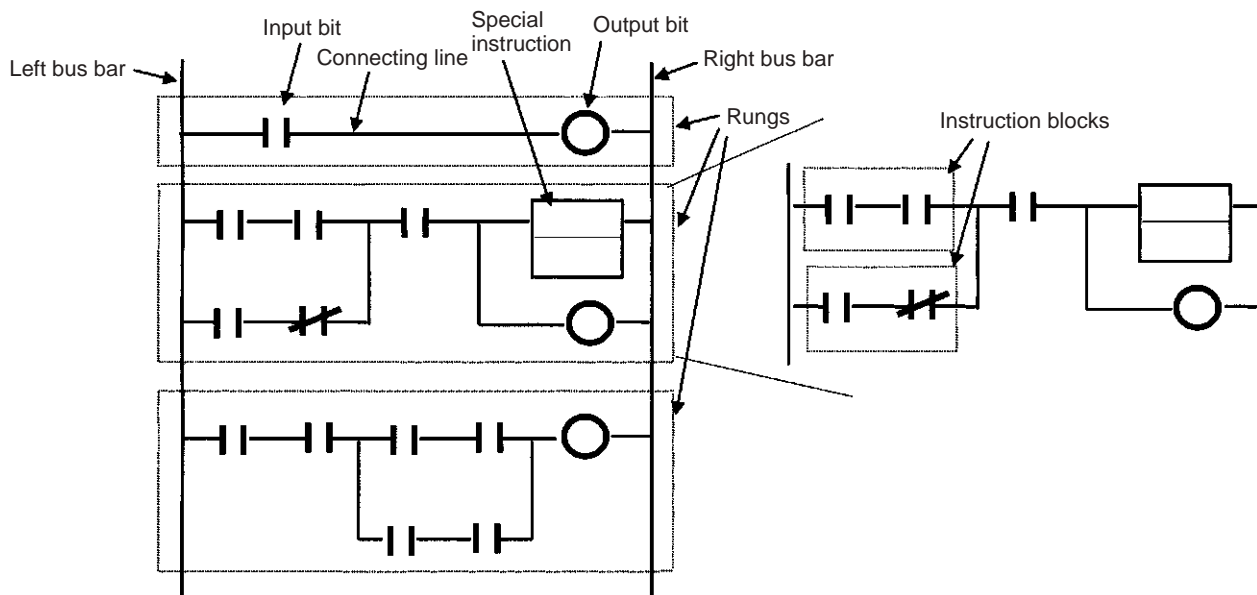 Input bit
Special
instruction
Output bit
Left bus bar
Connecting line
Right bus bar
Rungs
Instruction blocks